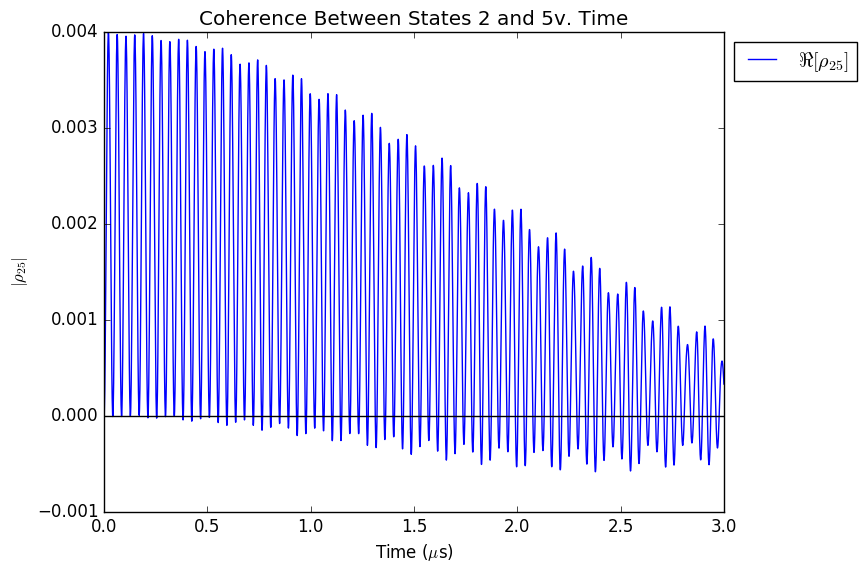 Coherence Between States 2 and 5v. Time
0.004
0.003
0.002
0.001
0.000
−0.001
|ρ₂₅|
0.0 0.5 1.0 1.5 2.0 2.5 3.0
Time (μs)
ℜ[ρ₂₅]